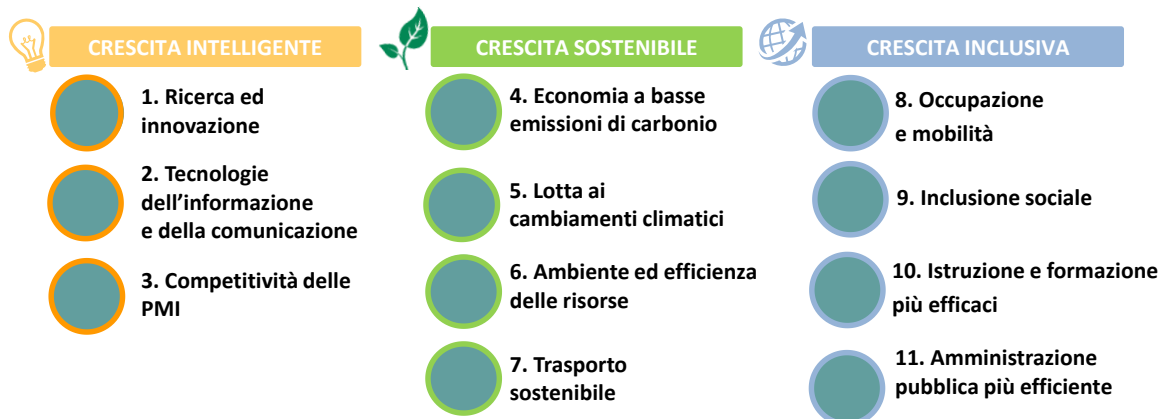 CRESCITA INTELLIGENTE
1. Ricerca ed
innovazione
2. Tecnologie
dell’informazione
e della comunicazione
3. Competitività delle
PMI
CRESCITA SOSTENIBILE
4. Economia a basse
emissioni di carbonio
5. Lotta ai
cambiamenti climatici
6. Ambiente ed efficienza
delle risorse
7. Trasporto
sostenibile
CRESCITA INCLUSIVA
8. Occupazione
e mobilità
9. Inclusione sociale
10. Istruzione e formazione
più efficaci
11. Amministrazione
pubblica più efficiente